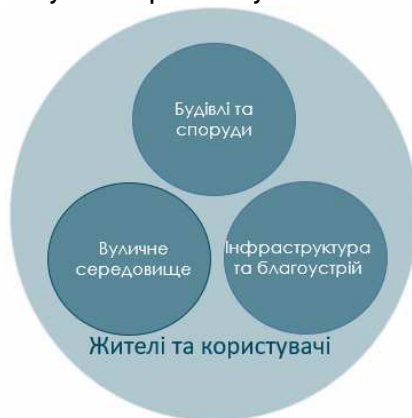 Будівлі та
споруди
Вуличне
середовище
Інфраструктура
та благоустрій
Жителі та користувачі